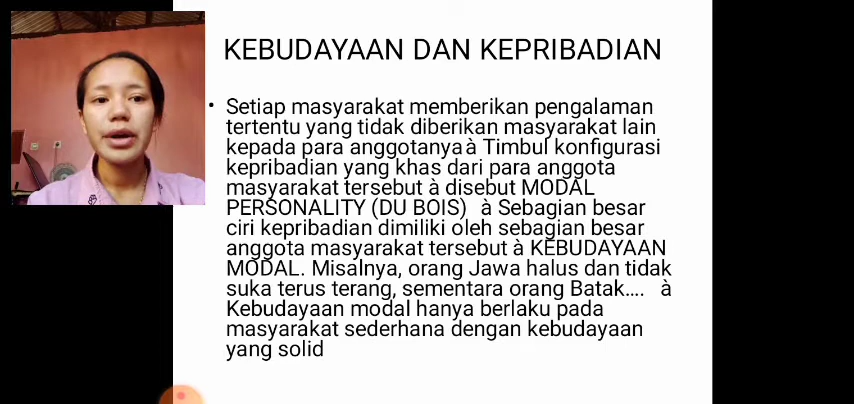 KEBUDAYAAN DAN KEPRIBADIAN
• Setiap masyarakat memberikan pengalaman
tertentu yang tidak diberikan masyarakat lain
kepada para anggotanya à Timbul konfigurasi
kepribadian yang khas dari para anggota
masyarakat tersebut à disebut MODAL
PERSONALITY (DU BOIS) à Sebagian besar
ciri kepribadian dimiliki oleh sebagian besar
anggota masyarakat tersebut à KEBUDAYAAN
MODAL. Misalnya, orang Jawa halus dan tidak
suka terus terang, sementara orang Batak.... à
Kebudayaan modal hanya berlaku pada
masyarakat sederhana dengan kebudayaan
yang solid